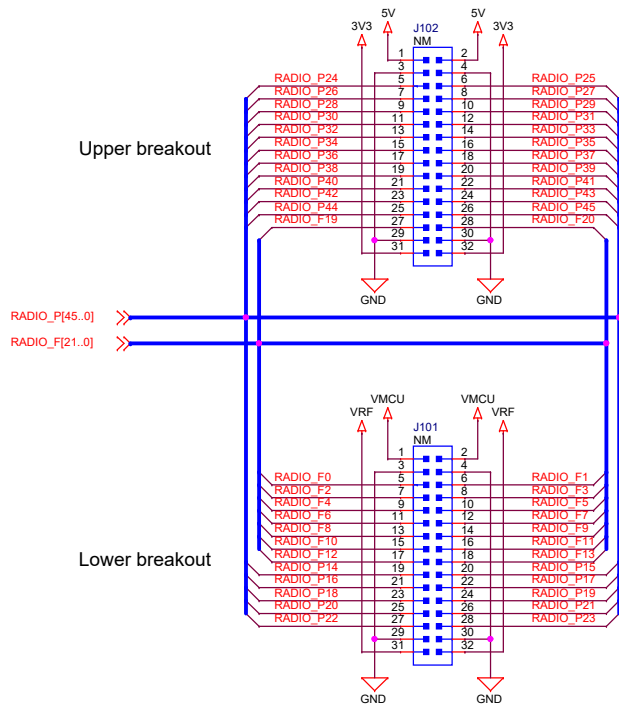 5V 5V
3V3 J102 3V3
NM
1 2
3 4
RADIO_P24 5 6 RADIO_P25
RADIO_P26 7 8 RADIO_P27
RADIO_P28 9 10 RADIO_P29
RADIO_P30 11 12 RADIO_P31
RADIO_P32 13 14 RADIO_P33
RADIO_P34 15 16 RADIO_P35
RADIO_P36 17 18 RADIO_P37
RADIO_P38 19 20 RADIO_P39
RADIO_P40 21 22 RADIO_P41
RADIO_P42 23 24 RADIO_P43
RADIO_P44 25 26 RADIO_P45
RADIO_F19 27 28 RADIO_F20
29 30
31 32
Upper breakout
GND GND
RADIO_P[45..0]
RADIO_F[21..0]
VMCU VMCU
VRF J101 VRF
NM
1 2
3 4
RADIO_F0 5 6 RADIO_F1
RADIO_F2 7 8 RADIO_F3
RADIO_F4 9 10 RADIO_F5
RADIO_F6 11 12 RADIO_F7
RADIO_F8 13 14 RADIO_F9
RADIO_F10 15 16 RADIO_F11
RADIO_F12 17 18 RADIO_F13
RADIO_P14 19 20 RADIO_P15
RADIO_P16 21 22 RADIO_P17
RADIO_P18 23 24 RADIO_P19
RADIO_P20 25 26 RADIO_P21
RADIO_P22 27 28 RADIO_P23
29 30
31 32
Lower breakout
GND GND